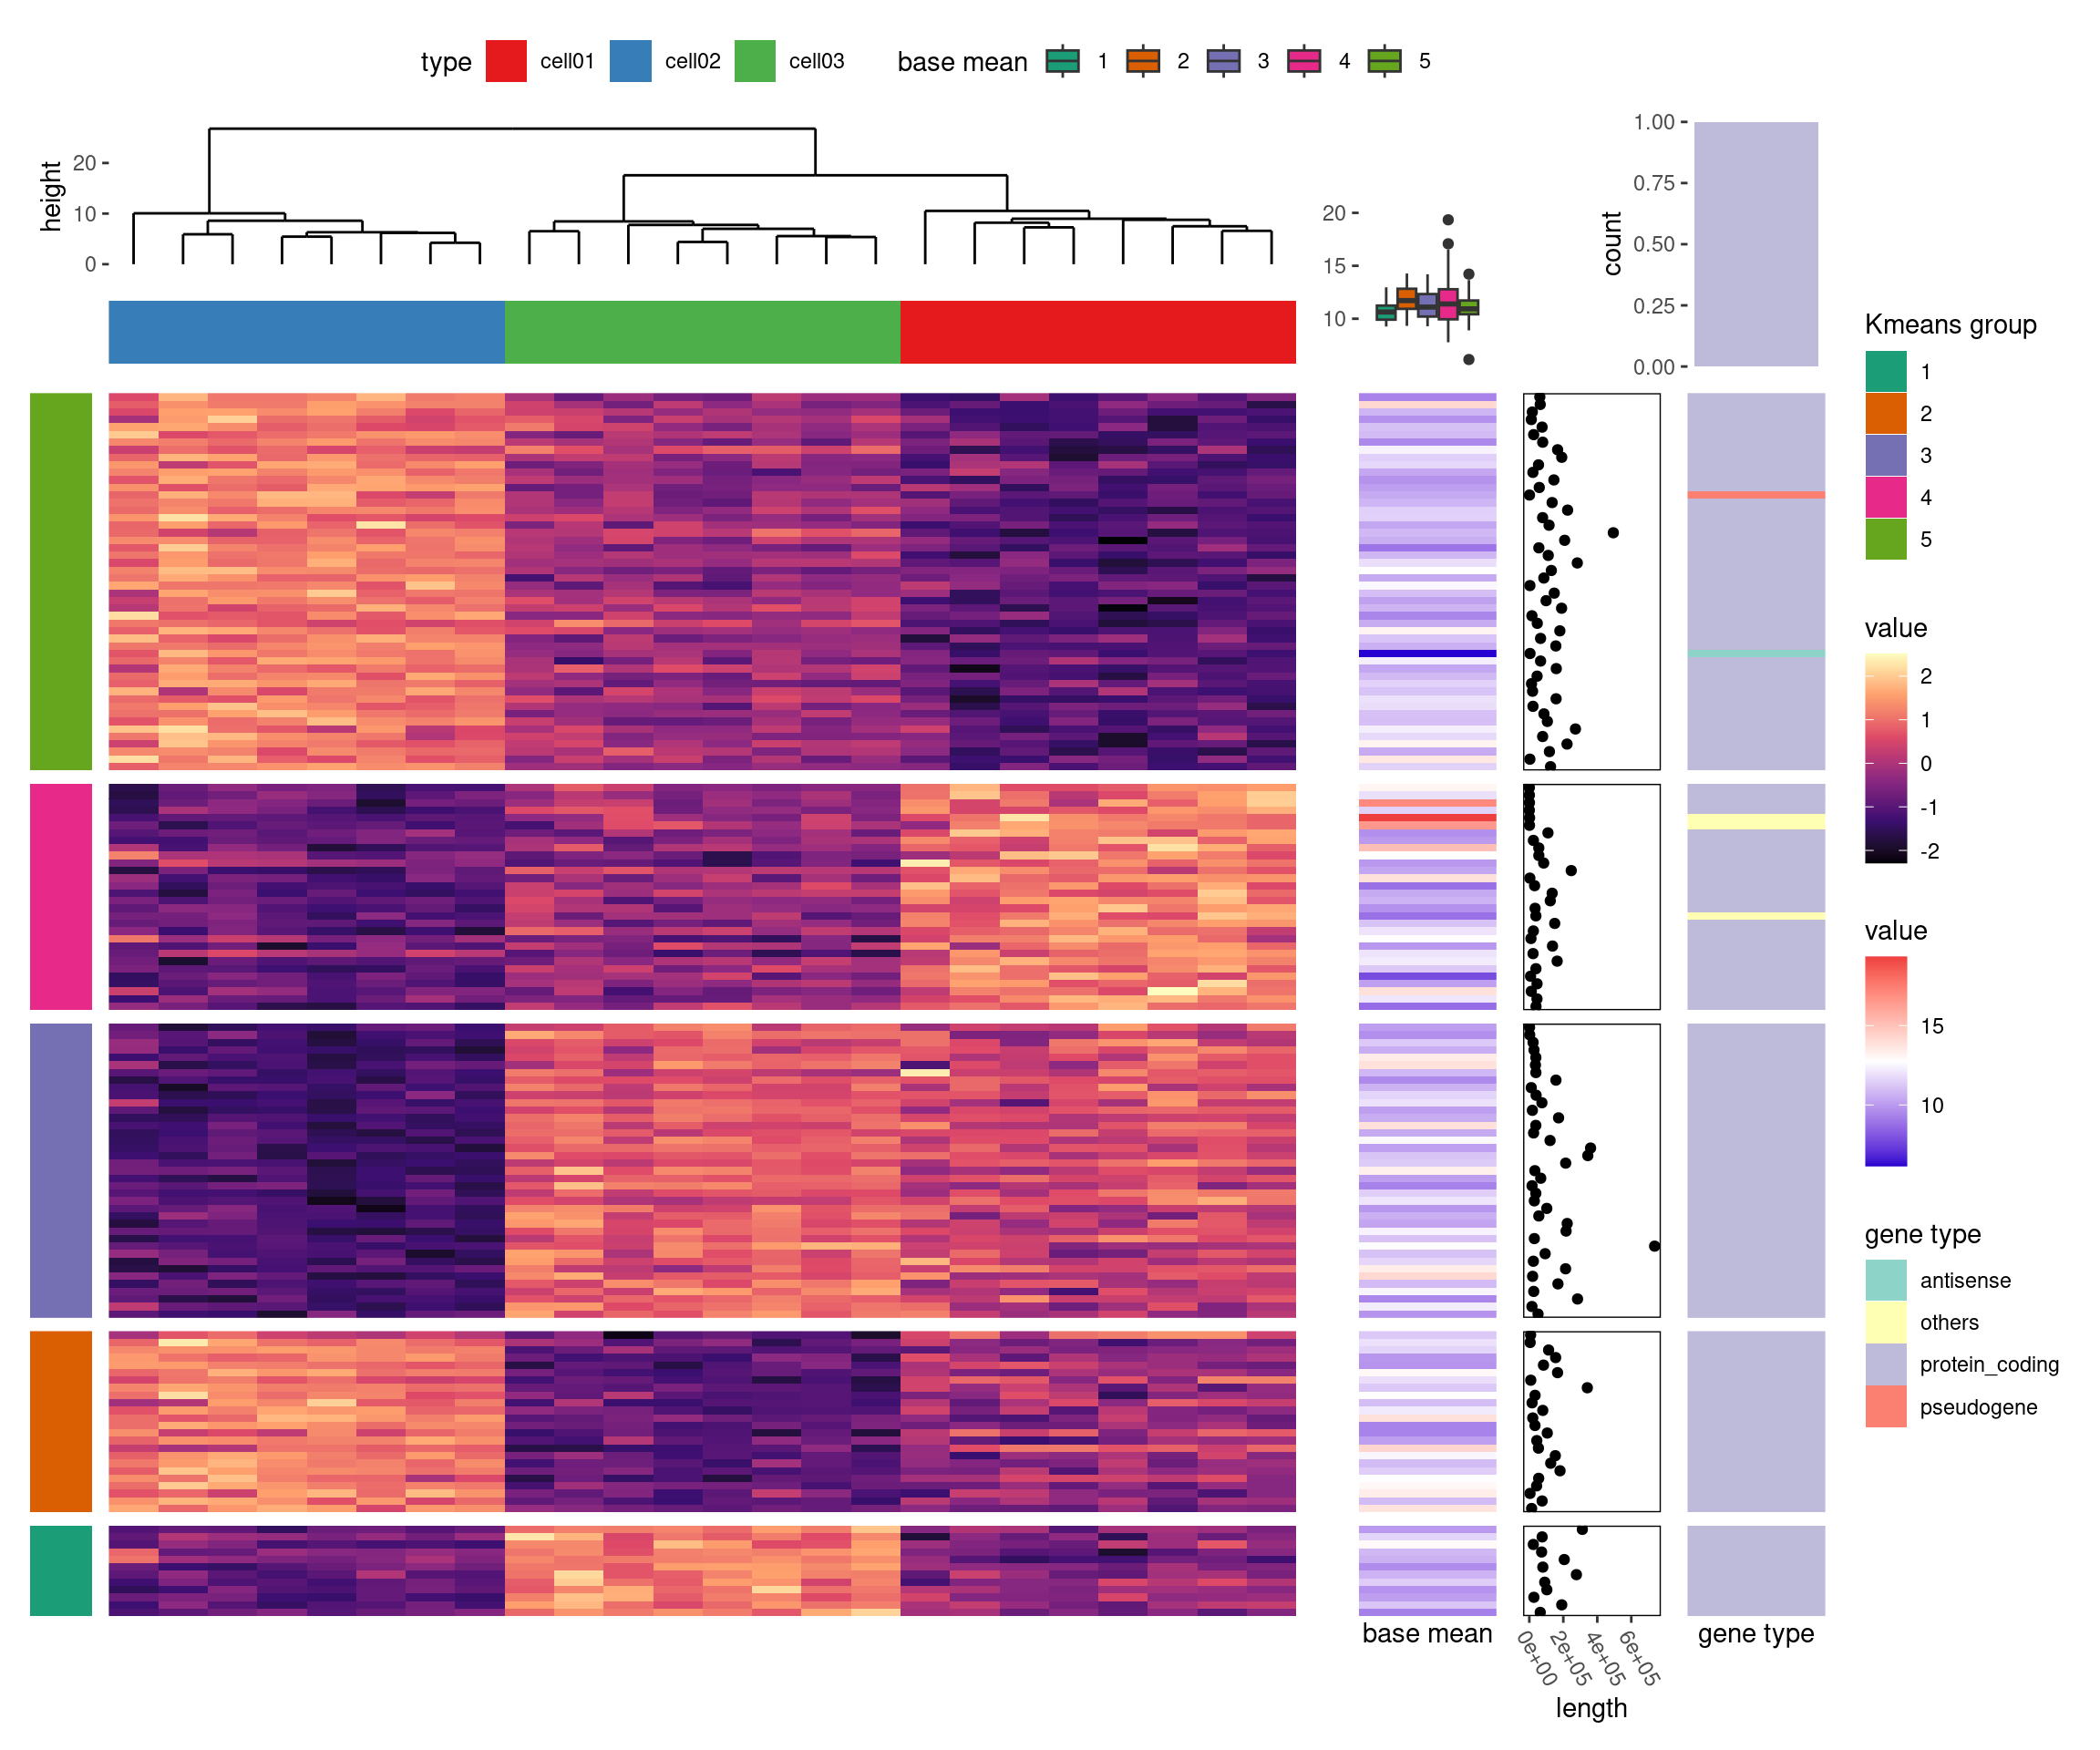 type cell01 cell02 cell03 base mean 1 2 3 4 5
height
20
10
0
20
15
10
count
1.00
0.75
0.50
0.25
0.00
Kmeans group
1
2
3
4
5
value
2
1
0
-1
-2
value
15
10
gene type
antisense
others
protein_coding
pseudogene
base mean
0e+00 2e+05 4e+05 6e+05
length
gene type